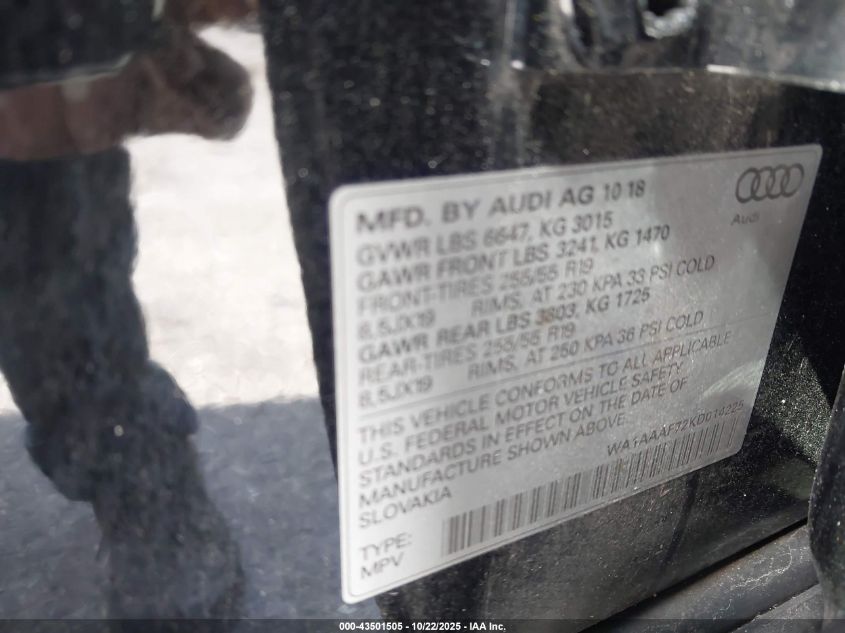 MFD. BY AUDI AG 10 18
Audi
GVWR LBS 6647, KG 3015
GAWR FRONT LBS 3241, KG 1470
FRONT-TIRES 255/55 R19
8.5JX19 RIMS, AT 230 KPA 33 PSI COLD
GAWR REAR LBS 3803, KG 1725
REAR-TIRES 255/55 R19
8.5JX19 RIMS, AT 250 KPA 36 PSI COLD
THIS VEHICLE CONFORMS TO ALL APPLICABLE
U.S. FEDERAL MOTOR VEHICLE SAFETY
STANDARDS IN EFFECT ON THE DATE OF
MANUFACTURE SHOWN ABOVE.
SLOVAKIA
TYPE:
MPV
000-43501505 - 10/22/2025 - IAA Inc.